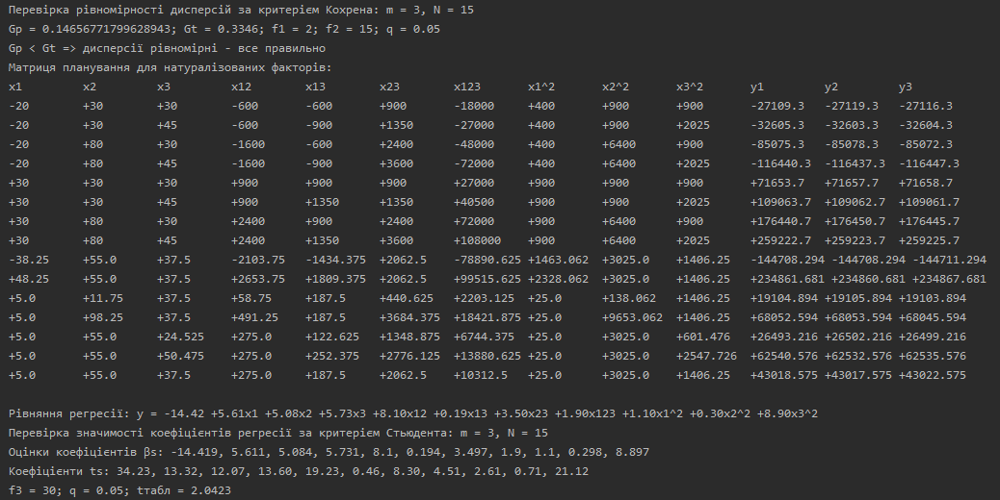 Перевірка рівномірності дисперсій за критерієм Кохрена: m = 3, N = 15
Gp = 0.14656771799628943; Gt = 0.3346; f1 = 2; f2 = 15; q = 0.05
Gp < Gt => дисперсії рівномірні - все правильно
Матриця планування для натуралізованих факторів:
x1 x2 x3 x12 x13 x23 x123 x1^2 x2^2 x3^2 y1 y2 y3
-20 +30 +30 -600 -600 +900 -18000 +400 +900 +900 -27109.3 -27119.3 -27116.3
-20 +30 +45 -600 -900 +1350 -27000 +400 +900 +2025 -32605.3 -32603.3 -32604.3
-20 +80 +30 -1600 -600 +2400 -48000 +400 +6400 +900 -85075.3 -85078.3 -85072.3
-20 +80 +45 -1600 -900 +3600 -72000 +400 +6400 +2025 -116440.3 -116437.3 -116447.3
+30 +30 +30 +900 +900 +900 +27000 +900 +900 +900 +71653.7 +71657.7 +71658.7
+30 +30 +45 +900 +1350 +1350 +40500 +900 +900 +2025 +109063.7 +109062.7 +109061.7
+30 +80 +30 +2400 +900 +2400 +72000 +900 +6400 +900 +176440.7 +176450.7 +176445.7
+30 +80 +45 +2400 +1350 +3600 +108000 +900 +6400 +2025 +259222.7 +259223.7 +259225.7
-38.25 +55.0 +37.5 -2103.75 -1434.375 +2062.5 -78890.625 +1463.062 +3025.0 +1406.25 -144708.294 -144708.294 -144711.294
+48.25 +55.0 +37.5 +2653.75 +1809.375 +2062.5 +99515.625 +2328.062 +3025.0 +1406.25 +234861.681 +234860.681 +234867.681
+5.0 +11.75 +37.5 +58.75 +187.5 +440.625 +2203.125 +25.0 +138.062 +1406.25 +19104.894 +19105.894 +19103.894
+5.0 +98.25 +37.5 +491.25 +187.5 +3684.375 +18421.875 +25.0 +9653.062 +1406.25 +68052.594 +68053.594 +68045.594
+5.0 +55.0 +24.525 +275.0 +122.625 +1348.875 +6744.375 +25.0 +3025.0 +601.476 +26493.216 +26502.216 +26499.216
+5.0 +55.0 +50.475 +275.0 +252.375 +2776.125 +13880.625 +25.0 +3025.0 +2547.726 +62540.576 +62532.576 +62535.576
+5.0 +55.0 +37.5 +275.0 +187.5 +2062.5 +10312.5 +25.0 +3025.0 +1406.25 +43018.575 +43017.575 +43022.575
Рівняння регресії: y = -14.42 +5.61x1 +5.08x2 +5.73x3 +8.10x12 +0.19x13 +3.50x23 +1.90x123 +1.10x1^2 +0.30x2^2 +8.90x3^2
Перевірка значимості коефіцієнтів регресії за критерієм Стьюдента: m = 3, N = 15
Оцінки коефіцієнтів βs: -14.419, 5.611, 5.084, 5.731, 8.1, 0.194, 3.497, 1.9, 1.1, 0.298, 8.897
Коефіцієнти ts: 34.23, 13.32, 12.07, 13.60, 19.23, 0.46, 8.30, 4.51, 2.61, 0.71, 21.12
f3 = 30; q = 0.05; tтабл = 2.0423